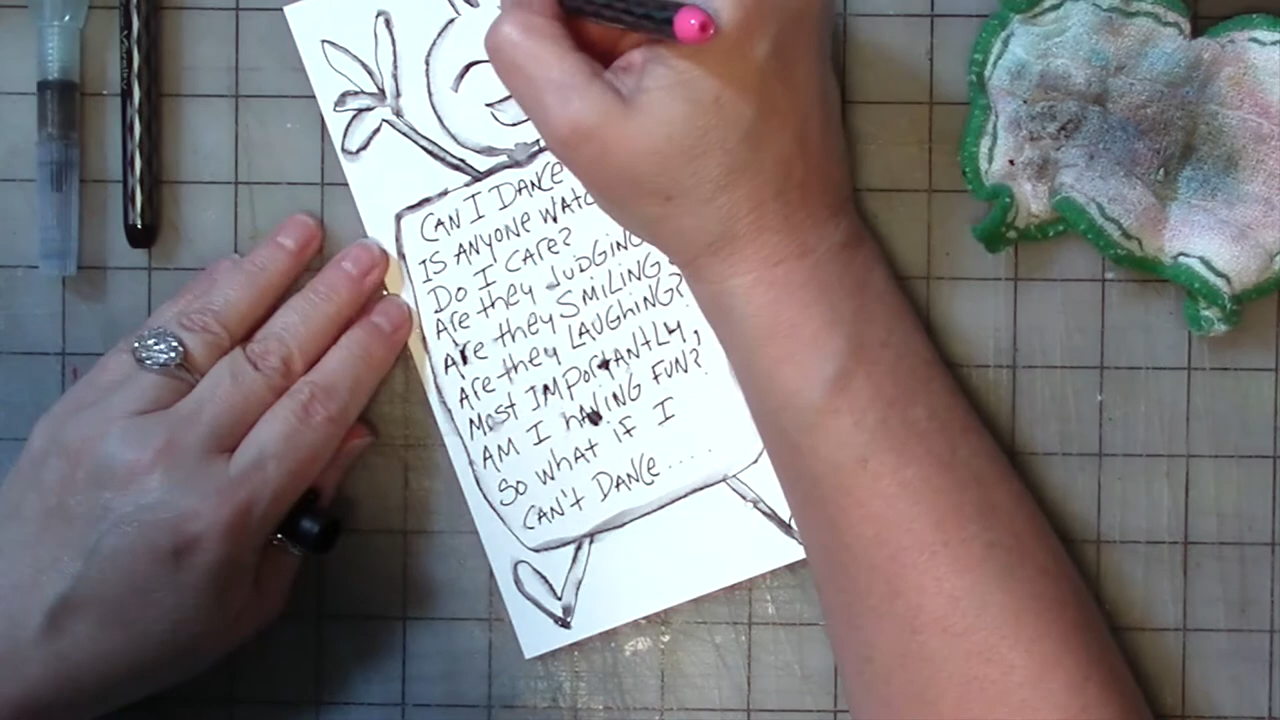 CAN I DANCE
IS ANYONE
DO I CARE?
Are they JUDGING
Are they SMiLiNG
Are they LAUGHiNG?
Most IMPORtANtLY,
AM I hAViNG FUN?
SO WhAt iF I
CAN't DANCE.....
Vanity